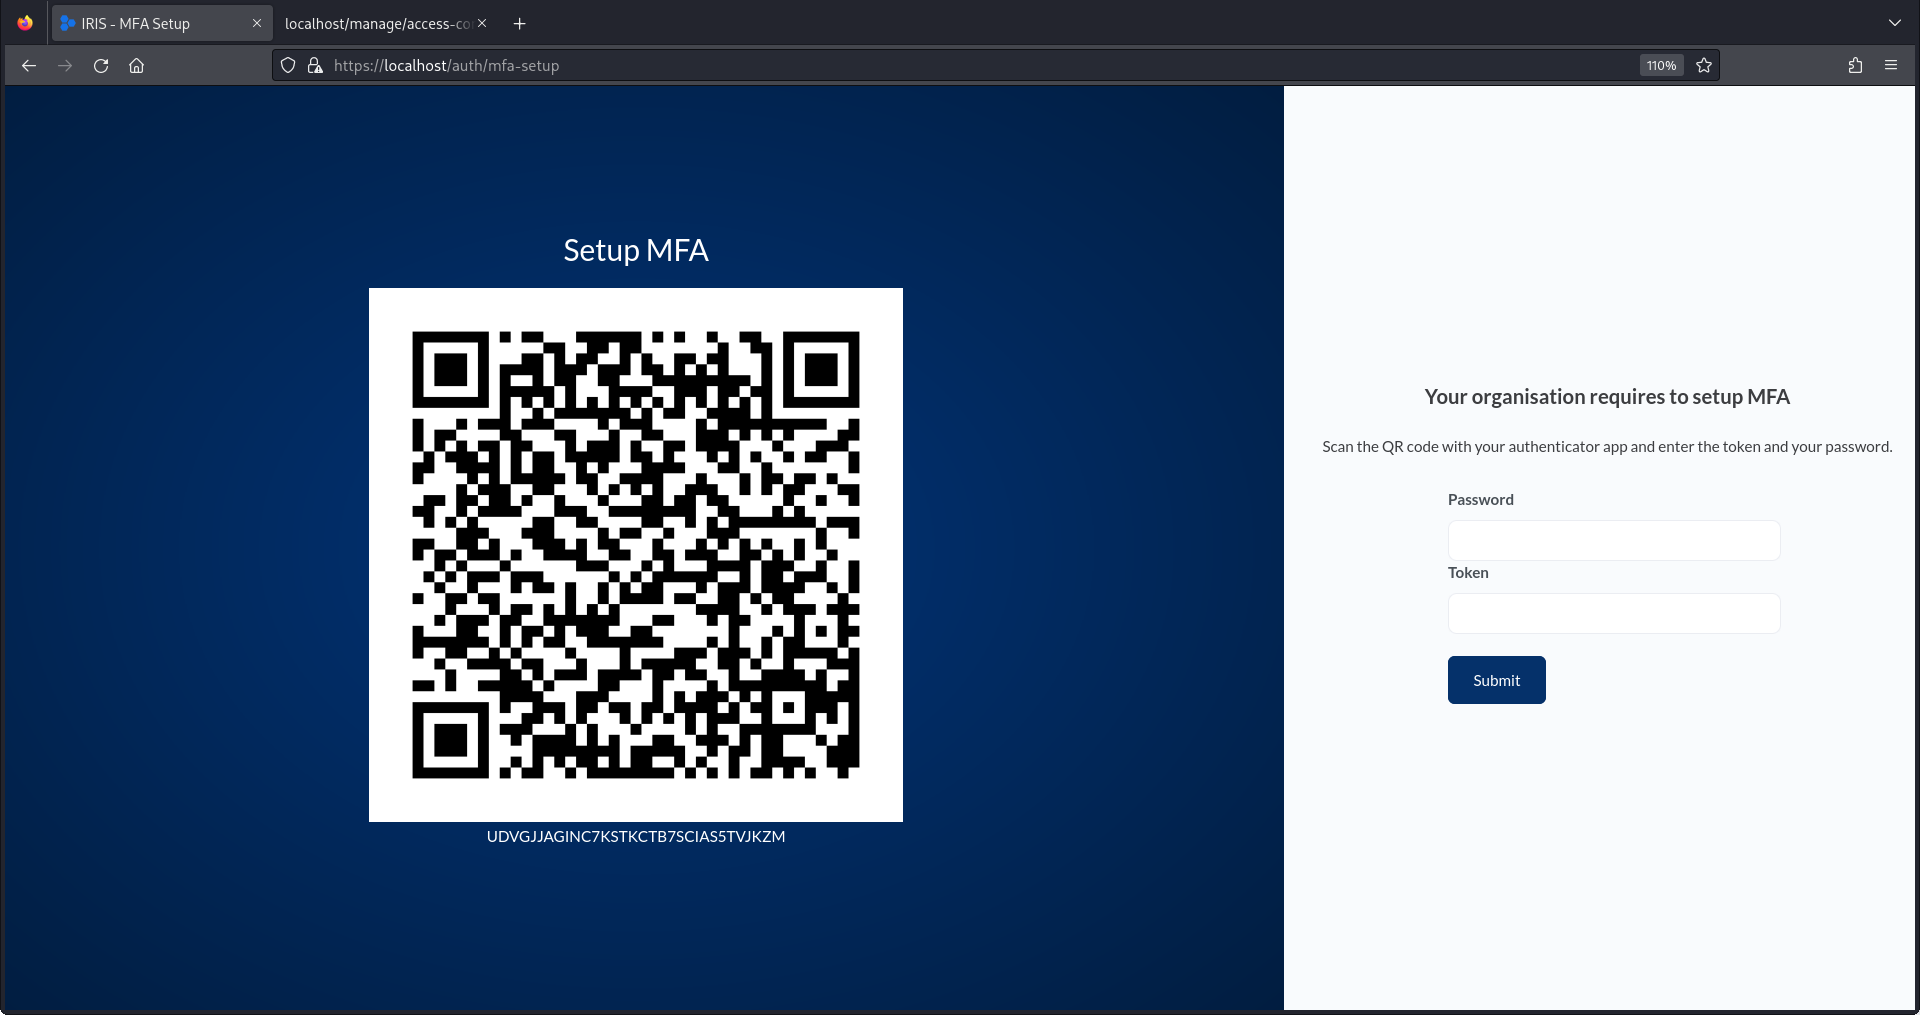 IRIS - MFA Setup
localhost/manage/access-co
https://localhost/auth/mfa-setup
110%
Setup MFA
UDVGJJAGINC7KSTKCTB7SCIAS5TVJKZM
Your organisation requires to setup MFA
Scan the QR code with your authenticator app and enter the token and your password.
Password
Token
Submit